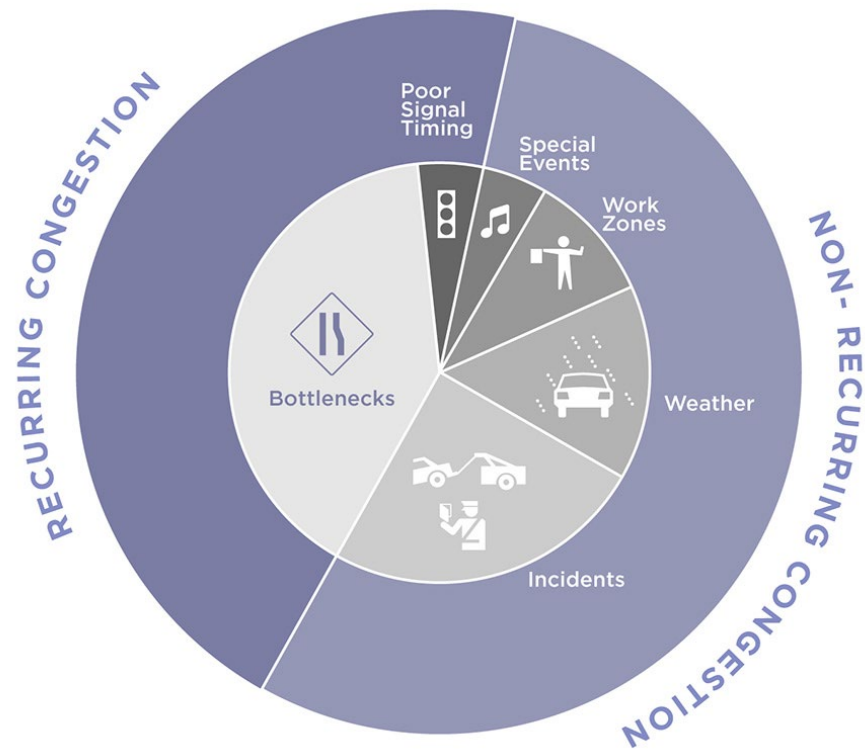 RECURRING CONGESTION
Poor
Signal
Timing
Special
Events
Work
Zones
Bottlenecks
Weather
Incidents
NON- RECURRING CONGESTION